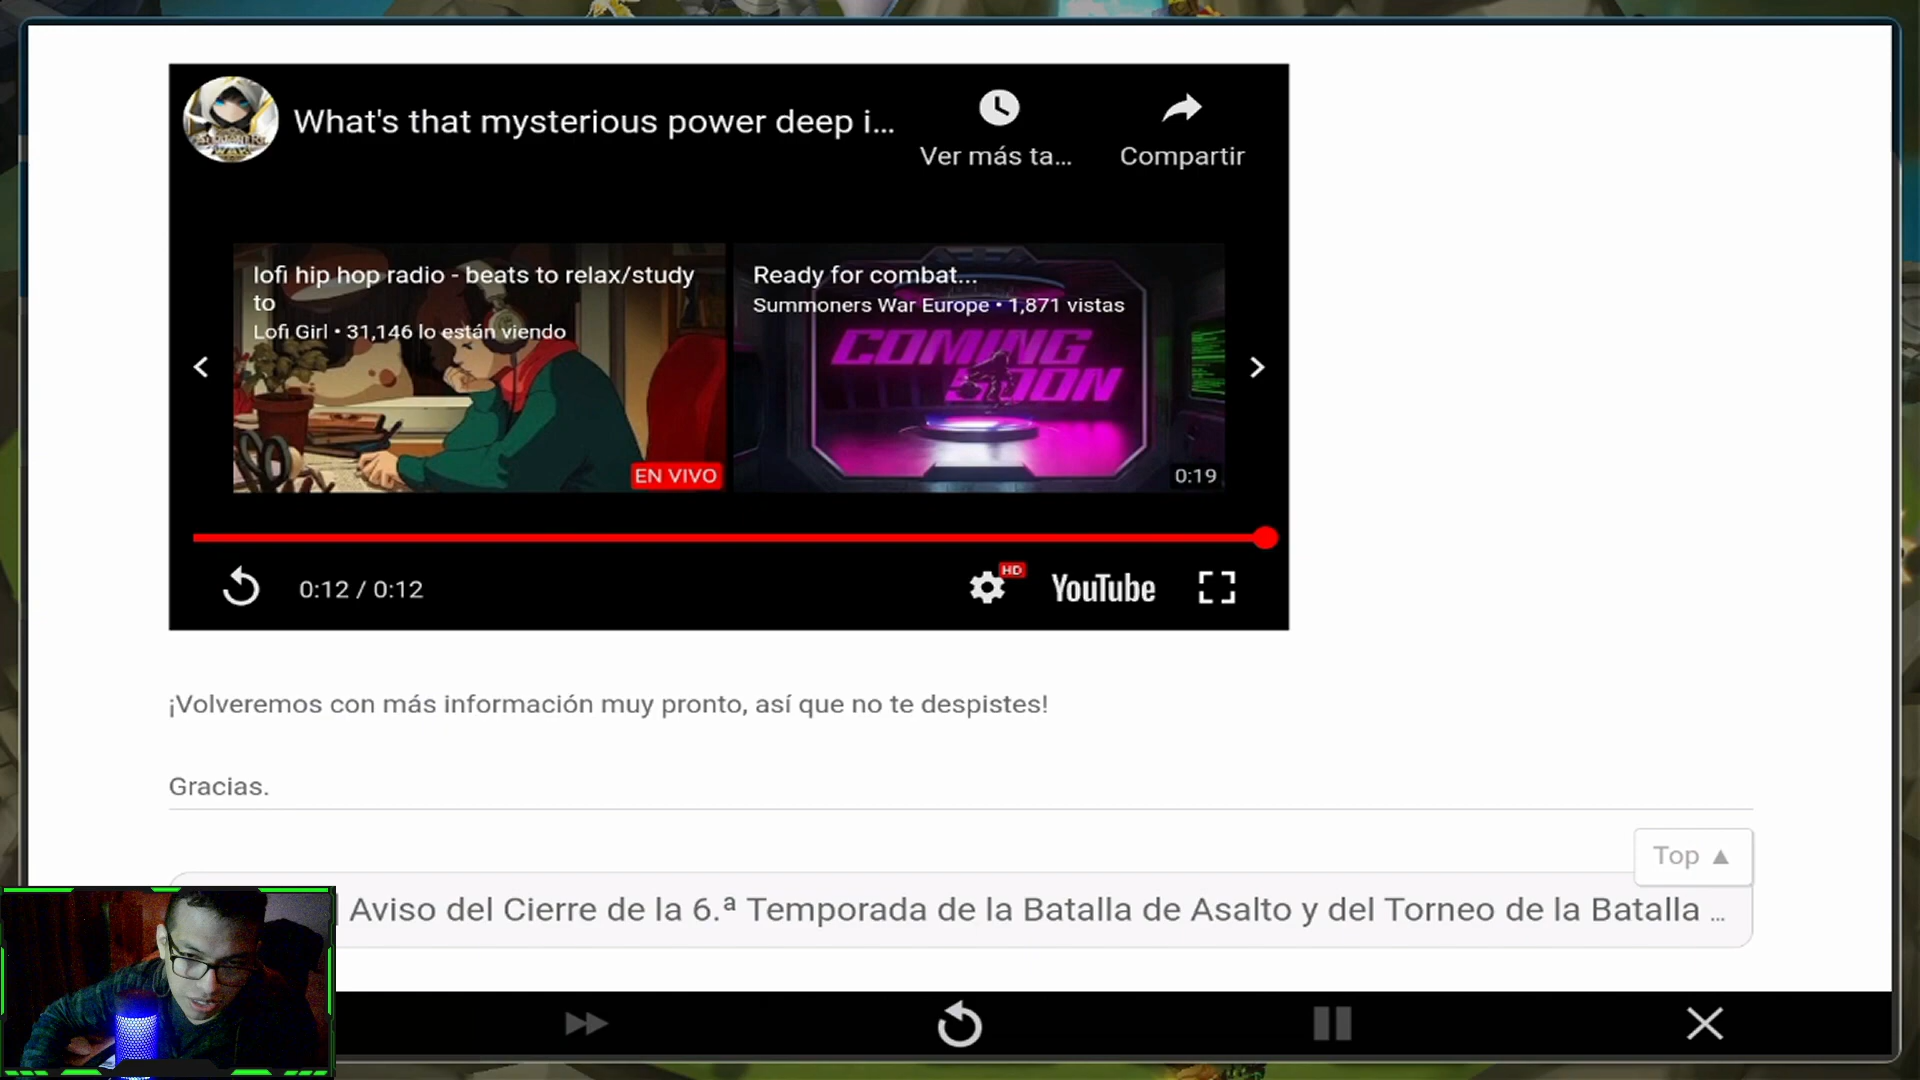 What's that mysterious power deep i...
Ver más ta...
Compartir
lofi hip hop radio - beats to relax/study
to
Lofi Girl • 31,146 lo están viendo
EN VIVO
Ready for combat...
Summoners War Europe • 1,871 vistas
COMING
SOON
0:19
0:12 / 0:12
HD
YouTube
¡Volveremos con más información muy pronto, así que no te despistes!
Gracias.
Top ▲
Aviso del Cierre de la 6.ª Temporada de la Batalla de Asalto y del Torneo de la Batalla ...